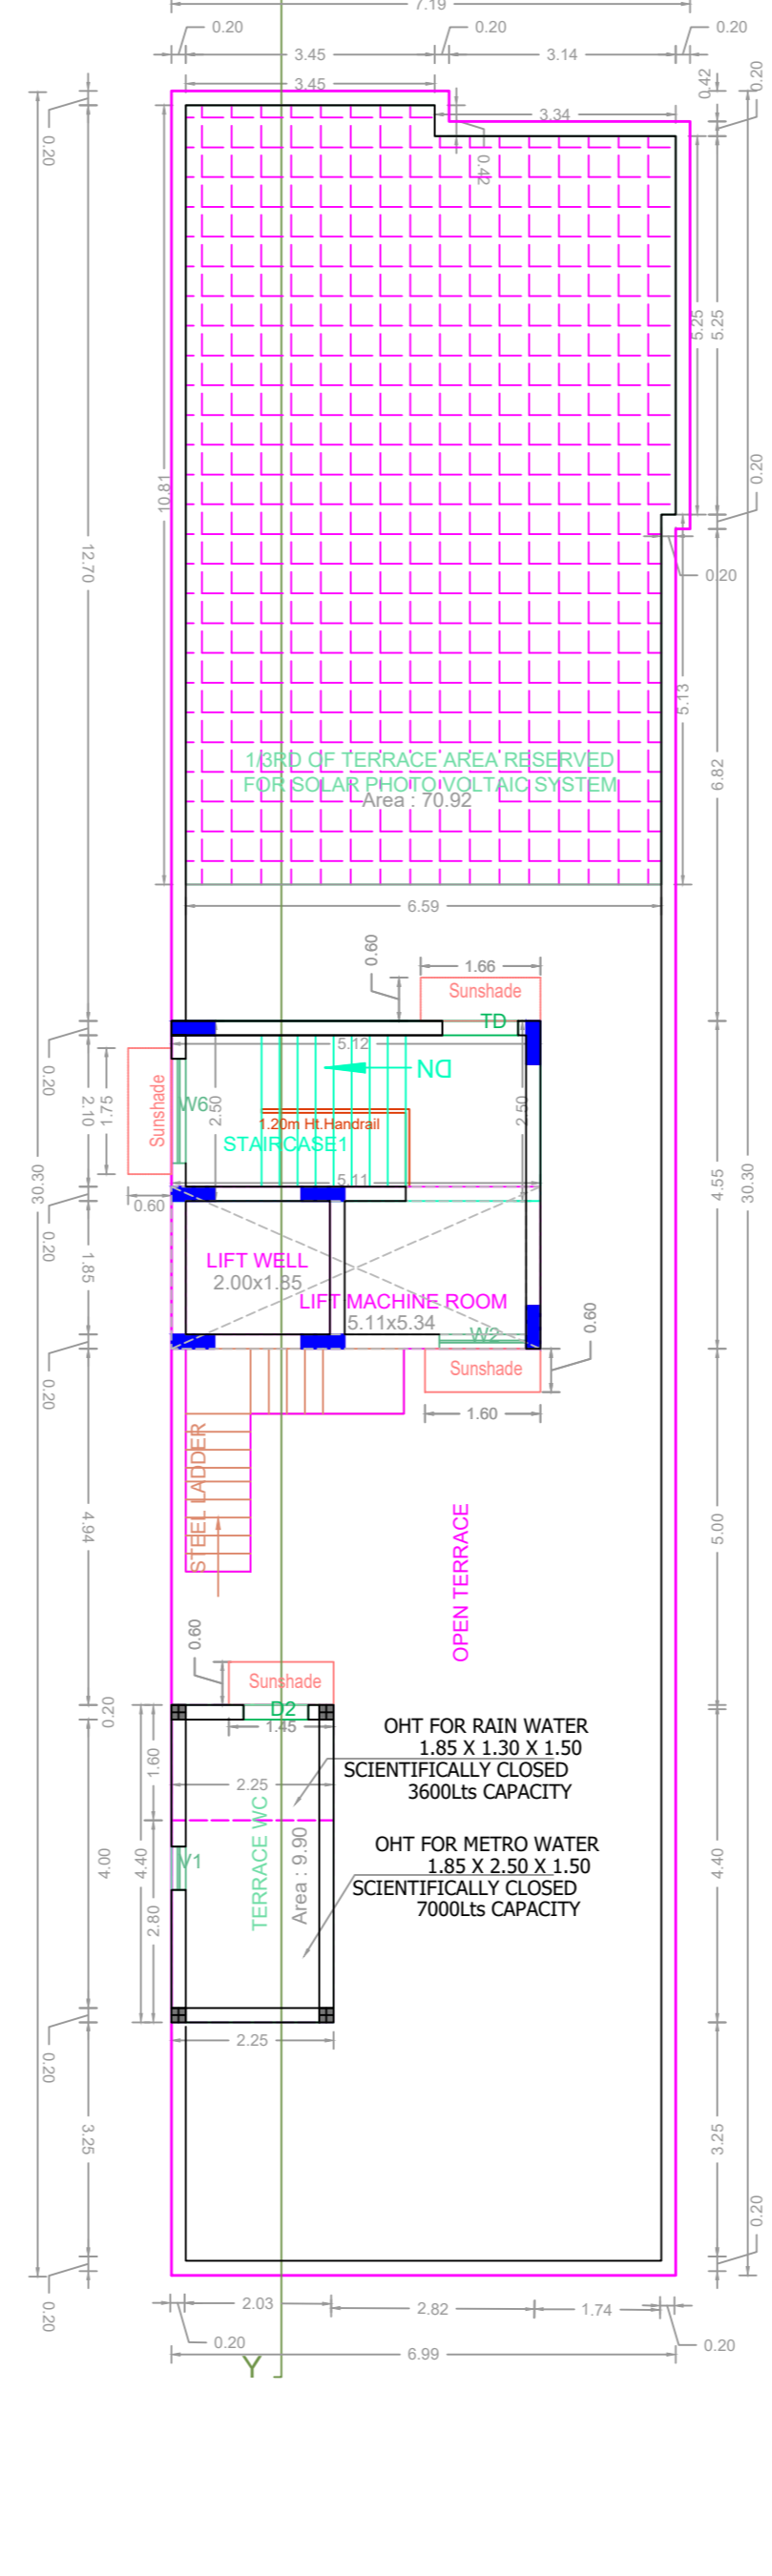 7.19
0.20
0.20
0.20
3.45
3.14
3.45
0.42
0.20
3.34
0.20
0.42
5.25
5.25
10.81
12.70
0.20
0.20
5.13
6.82
1/3RD OF TERRACE AREA RESERVED
FOR SOLAR PHOTO VOLTAIC SYSTEM
Area : 70.92
6.59
0.60
1.66
Sunshade
TD
5.12
DN
0.20
2.10
1.75
Sunshade
W6
2.50
2.50
1.20m Ht.Handrail
STAIRCASE1
5.11
4.55
30.30
30.30
0.60
0.20
1.85
LIFT WELL
2.00x1.85
LIFT MACHINE ROOM
5.11x5.34
W2
0.60
Sunshade
0.20
1.60
STEEL LADDER
4.94
5.00
OPEN TERRACE
0.60
Sunshade
D2
1.45
0.20
1.60
OHT FOR RAIN WATER
1.85 X 1.30 X 1.50
SCIENTIFICALLY CLOSED
3600Lts CAPACITY
2.25
TERRACE WC
Area : 9.90
OHT FOR METRO WATER
1.85 X 2.50 X 1.50
SCIENTIFICALLY CLOSED
7000Lts CAPACITY
V1
4.00
4.40
2.80
4.40
2.25
0.20
3.25
3.25
0.20
0.20
2.03
2.82
1.74
0.20
0.20
6.99
Y